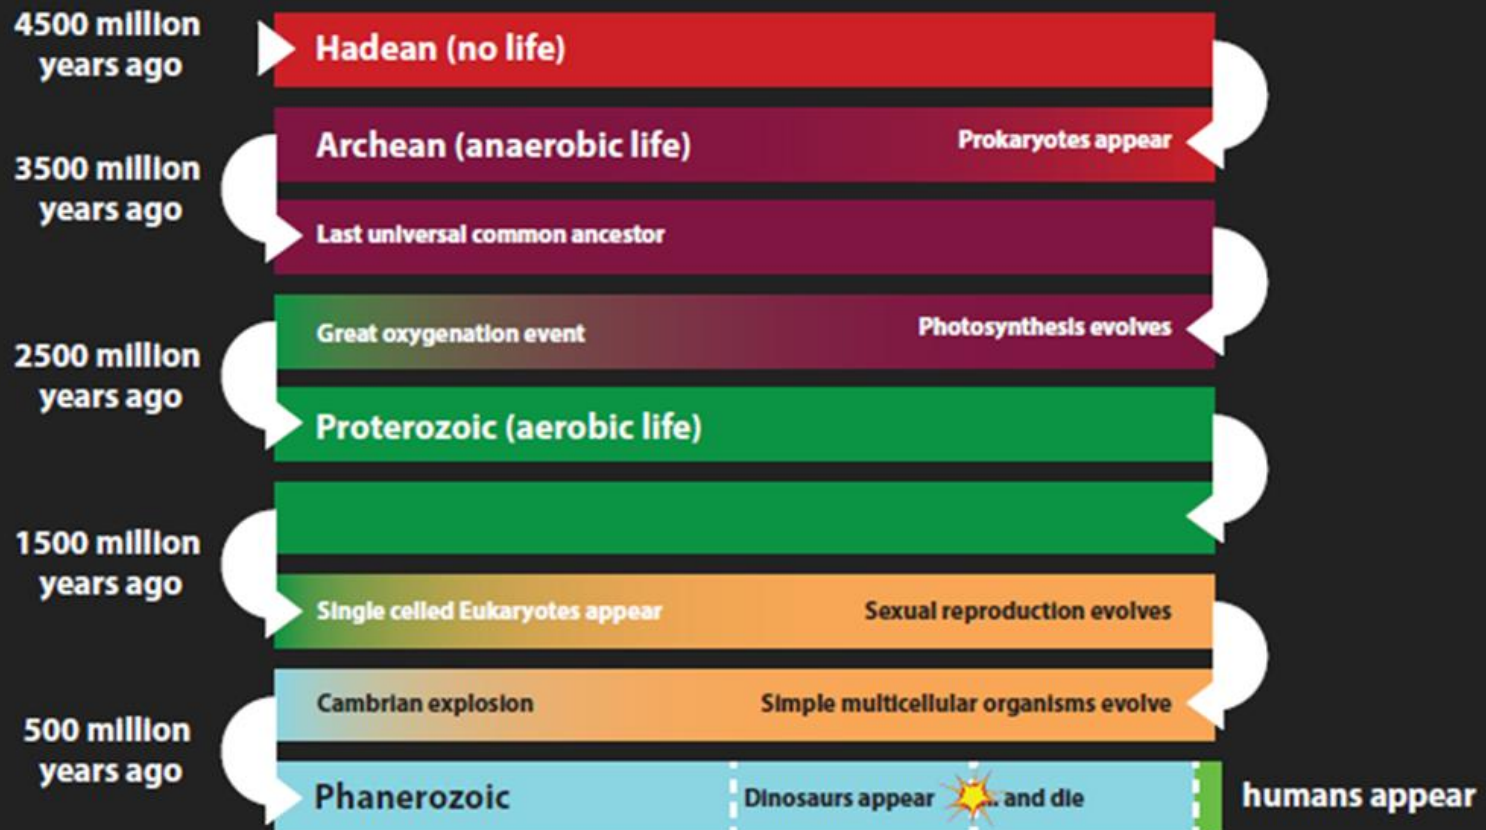 4500 million
years ago
Hadean (no life)
Archean (anaerobic life)
Prokaryotes appear
3500 million
years ago
Last universal common ancestor
Great oxygenation event
Photosynthesis evolves
2500 million
years ago
Proterozoic (aerobic life)
1500 million
years ago
Single celled Eukaryotes appear
Sexual reproduction evolves
Cambrian explosion
Simple multicellular organisms evolve
500 million
years ago
Phanerozoic
Dinosaurs appear
... and die
humans appear